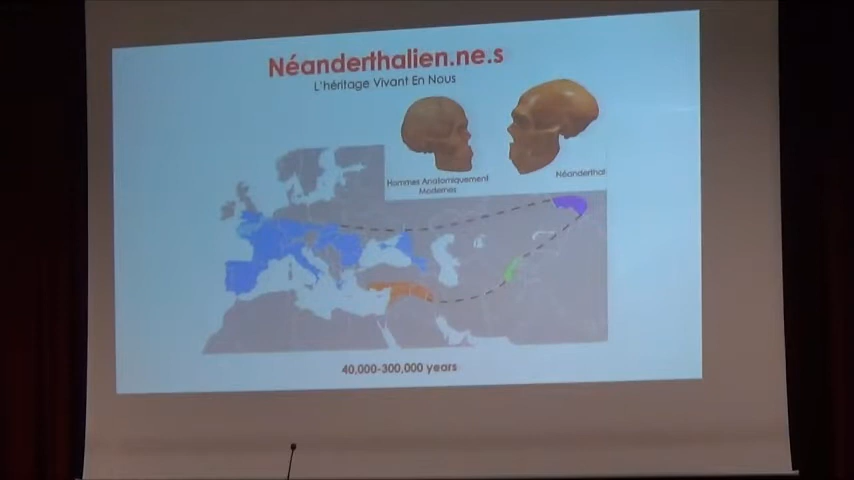 Néanderthalien.ne.s
L'héritage Vivant En Nous
Hommes Anatomiquement
Modernes
Néanderthal
40,000-300,000 years